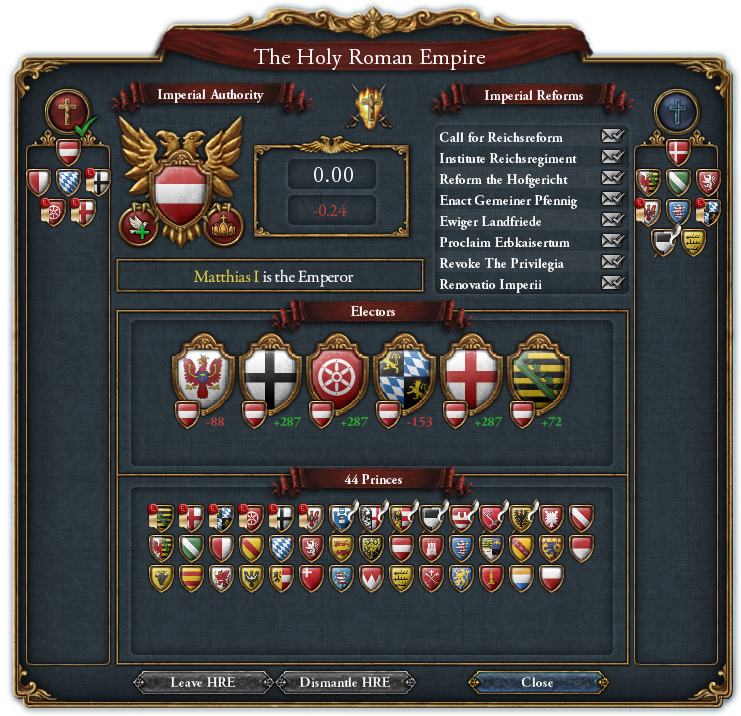 The Holy Roman Empire
Imperial Authority
Imperial Reforms
0.00
-0.24
Matthias I is the Emperor
Call for Reichsreform
Institute Reichsregiment
Reform the Hofgericht
Enact Gemeiner Pfennig
Ewiger Landfriede
Proclaim Erbkaisertum
Revoke The Privilegia
Renovatio Imperii
Electors
-88
+287
+287
-153
+287
+72
44 Princes
Leave HRE
Dismantle HRE
Close